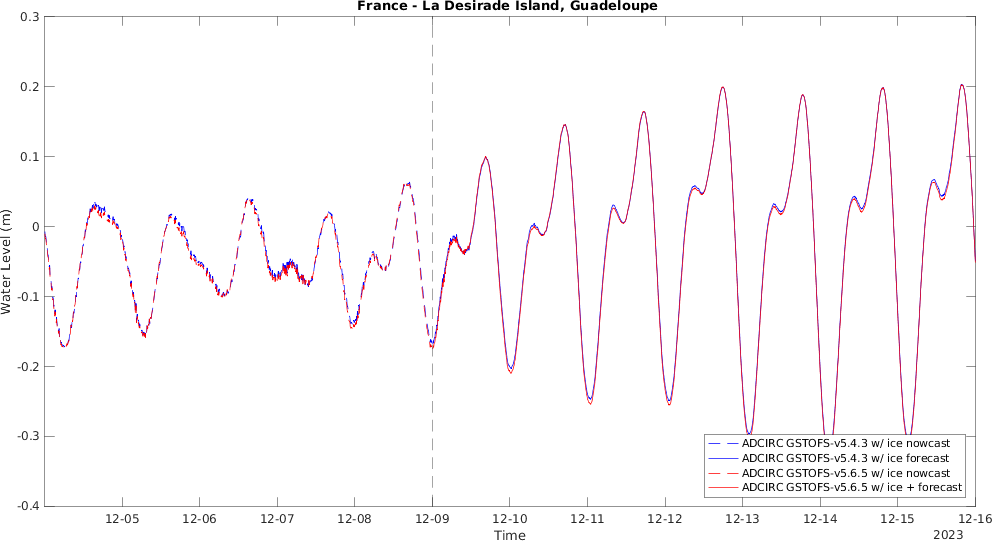 France - La Desirade Island, Guadeloupe
0.3
0.2
0.1
0
-0.1
-0.2
-0.3
-0.4
Water Level (m)
ADCIRC GSTOFS-v5.4.3 w/ ice nowcast
ADCIRC GSTOFS-v5.4.3 w/ ice forecast
ADCIRC GSTOFS-v5.6.5 w/ ice nowcast
ADCIRC GSTOFS-v5.6.5 w/ ice + forecast
12-05 12-06 12-07 12-08 12-09 12-10 12-11 12-12 12-13 12-14 12-15 12-16
Time
2023